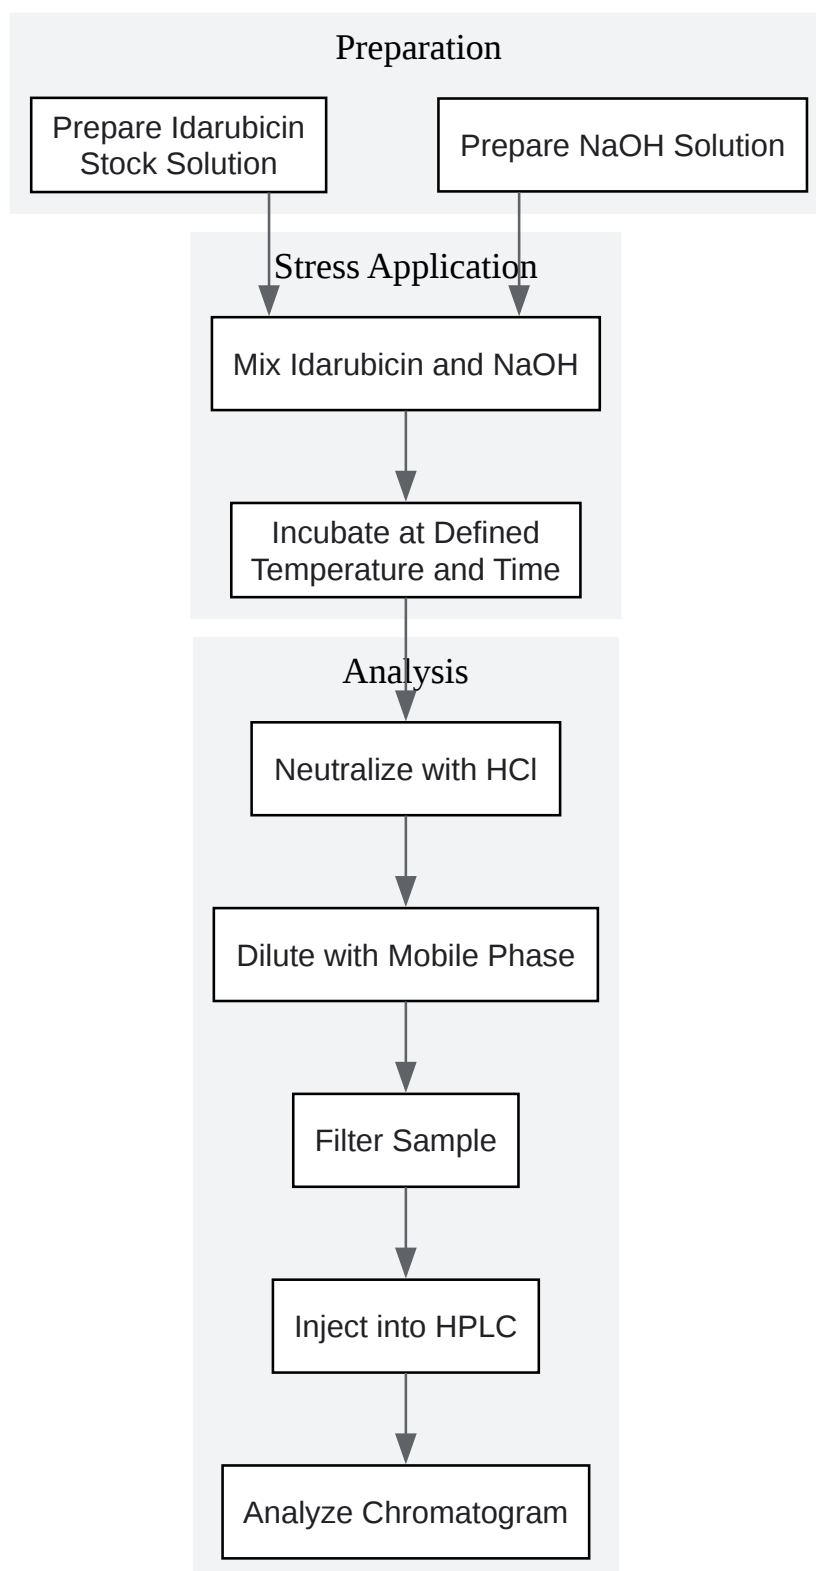 Preparation
Prepare Idarubicin
Stock Solution
Prepare NaOH Solution
Stress Application
Mix Idarubicin and NaOH
Incubate at Defined
Temperature and Time
Analysis
Neutralize with HCl
Dilute with Mobile Phase
Filter Sample
Inject into HPLC
Analyze Chromatogram